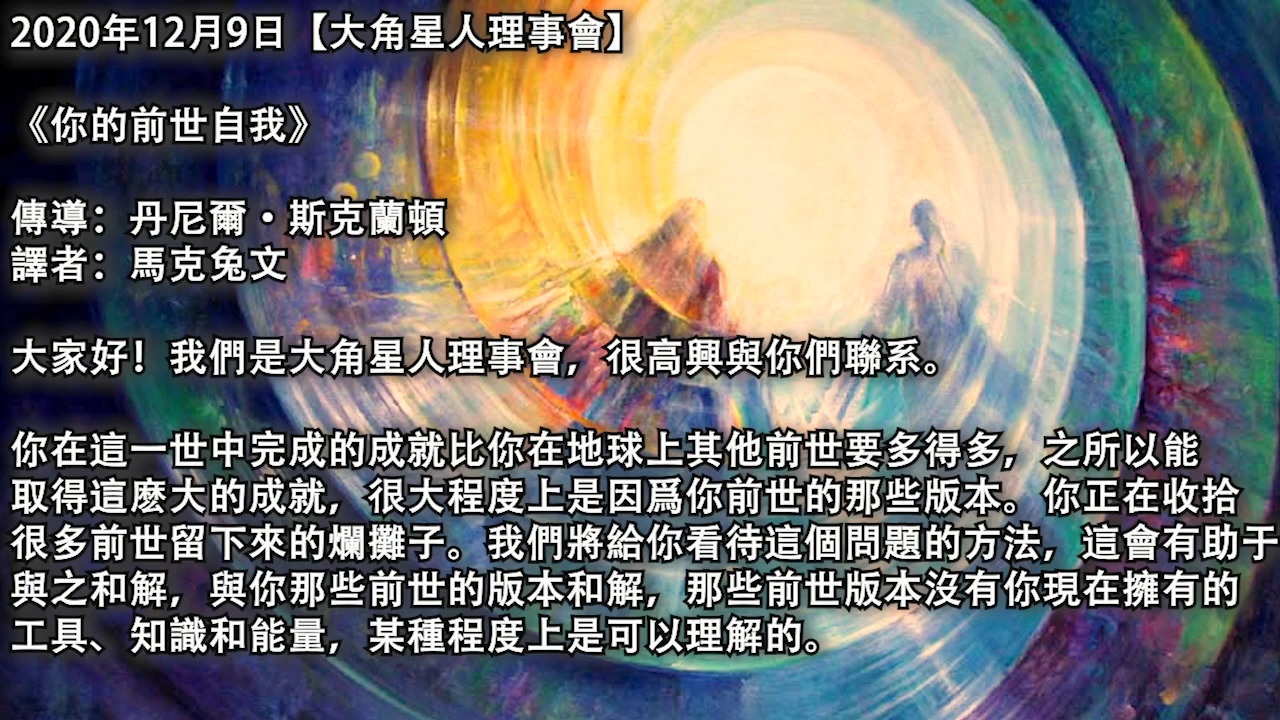 2020年12月9日【大角星人理事會】
《你的前世自我》
傳導：丹尼爾·斯克蘭頓
譯者：馬克兔文
大家好！我們是大角星人理事會，很高興與你們聯系。
你在這一世中完成的成就比你在地球上其他前世要多得多，之所以能
取得這麽大的成就，很大程度上是因爲你前世的那些版本。你正在收拾
很多前世留下來的爛攤子。我們將給你看待這個問題的方法，這會有助于
與之和解，與你那些前世的版本和解，那些前世版本沒有你現在擁有的
工具、知識和能量，某種程度上是可以理解的。